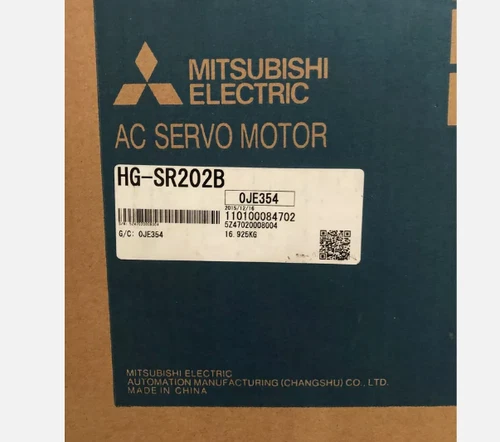 MITSUBISHI
ELECTRIC
AC SERVO MOTOR
HG-SR202B
0JE354
2015/12/16
110100084702
5Z47020008004
G/C: 0JE354
16.925KG
MITSUBISHI ELECTRIC
AUTOMATION MANUFACTURING (CHANGSHU) CO., LTD.
MADE IN CHINA